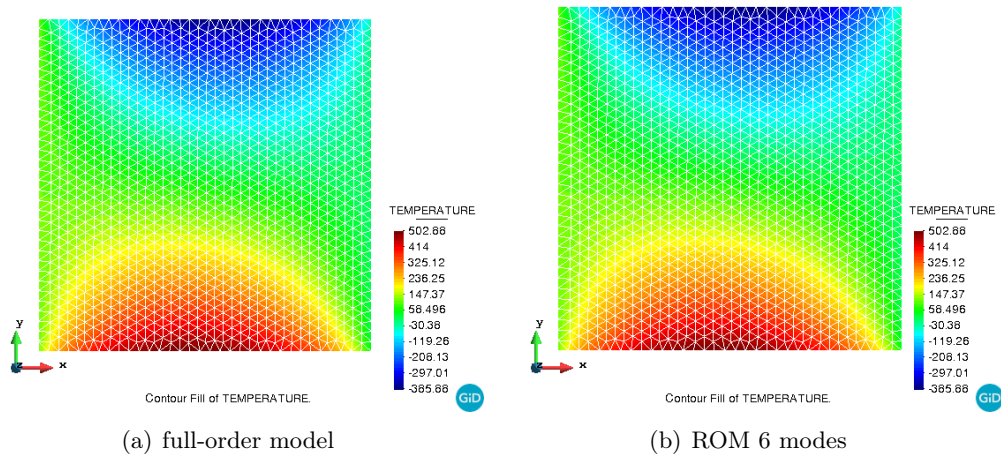 TEMPERATURE
502.88
414
325.12
236.25
147.37
58.496
-30.38
-119.26
-208.13
-297.01
-385.88
y
x
Contour Fill of TEMPERATURE.
GiD
(a) full-order model
TEMPERATURE
502.88
414
325.12
236.25
147.37
58.496
-30.38
-119.26
-208.13
-297.01
-385.88
y
x
Contour Fill of TEMPERATURE.
GiD
(b) ROM 6 modes